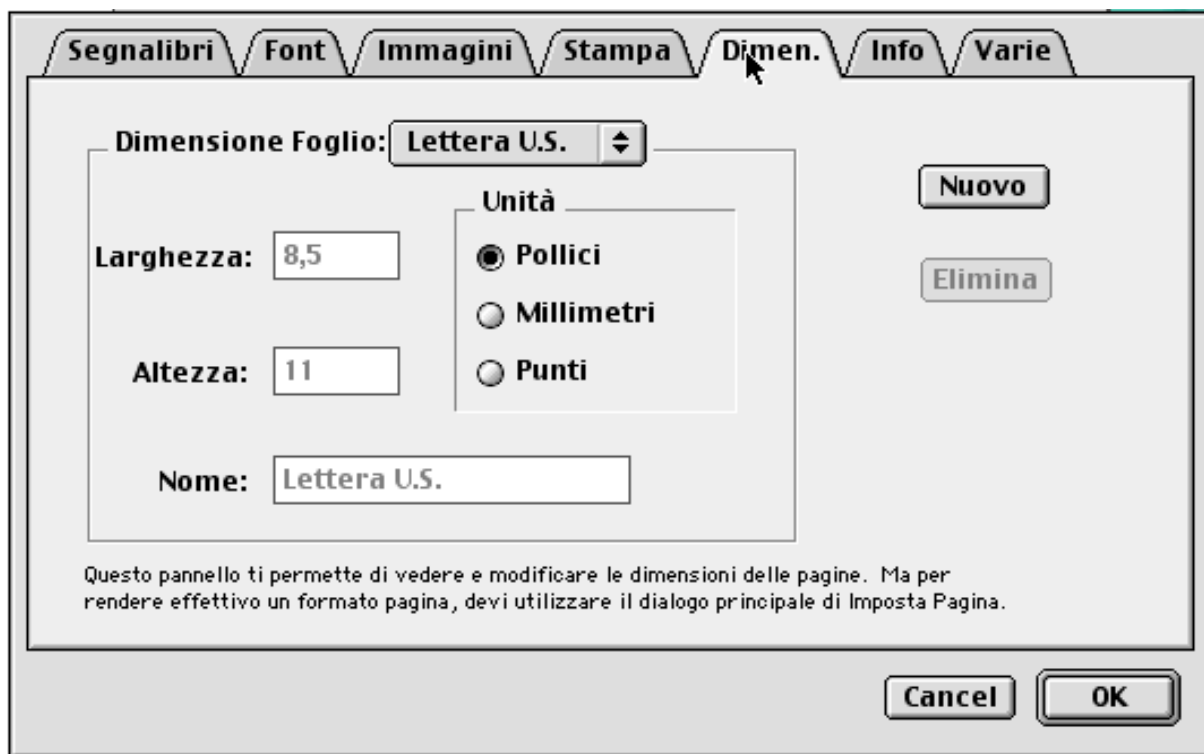 Segnalibri Font Immagini Stampa Dimen. Info Varie
Dimensione Foglio: Lettera U.S.
Nuovo
Unità
Larghezza: 8,5
Pollici
Elimina
Millimetri
Altezza: 11
Punti
Nome: Lettera U.S.
Questo pannello ti permette di vedere e modificare le dimensioni delle pagine. Ma per
rendere effettivo un formato pagina, devi utilizzare il dialogo principale di Imposta Pagina.
Cancel OK